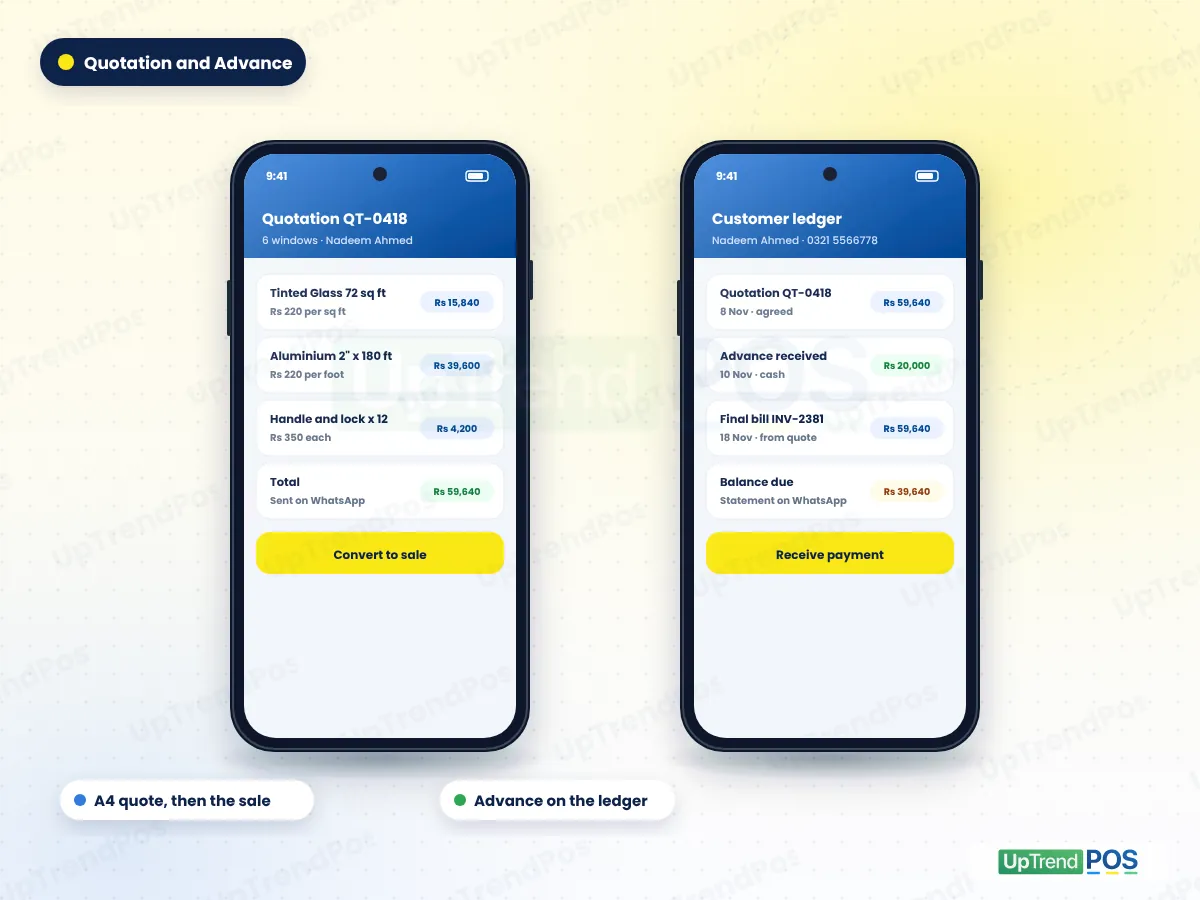 Quotation and Advance
9:41
Quotation QT-0418
6 windows · Nadeem Ahmed
Tinted Glass 72 sq ft
Rs 220 per sq ft
Rs 15,840
Aluminium 2" x 180 ft
Rs 220 per foot
Rs 39,600
Handle and lock x 12
Rs 350 each
Rs 4,200
Total
Sent on WhatsApp
Rs 59,640
Convert to sale
9:41
Customer ledger
Nadeem Ahmed · 0321 5566778
Quotation QT-0418
8 Nov · agreed
Rs 59,640
Advance received
10 Nov · cash
Rs 20,000
Final bill INV-2381
18 Nov · from quote
Rs 59,640
Balance due
Statement on WhatsApp
Rs 39,640
Receive payment
A4 quote, then the sale
Advance on the ledger
UpTrend POS